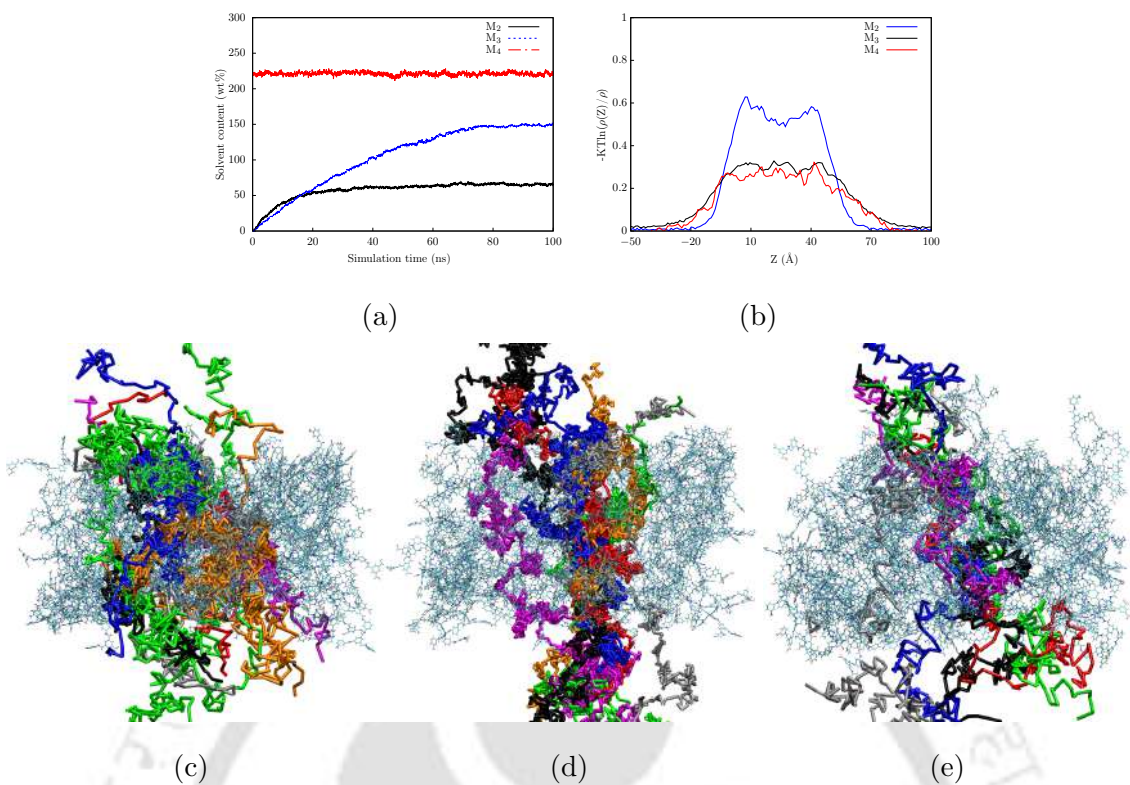 300
250
200
150
100
50
0
0 20 40 60 80 100
Solvent content (wt%)
Simulation time (ns)
M₂
M₃
M₄
1
0.8
0.6
0.4
0.2
0
−50 −20 10 40 70 100
-KTln(ρ(Z)/ρ)
Z (Å)
M₂
M₃
M₄
(a) (b)
(c) (d) (e)